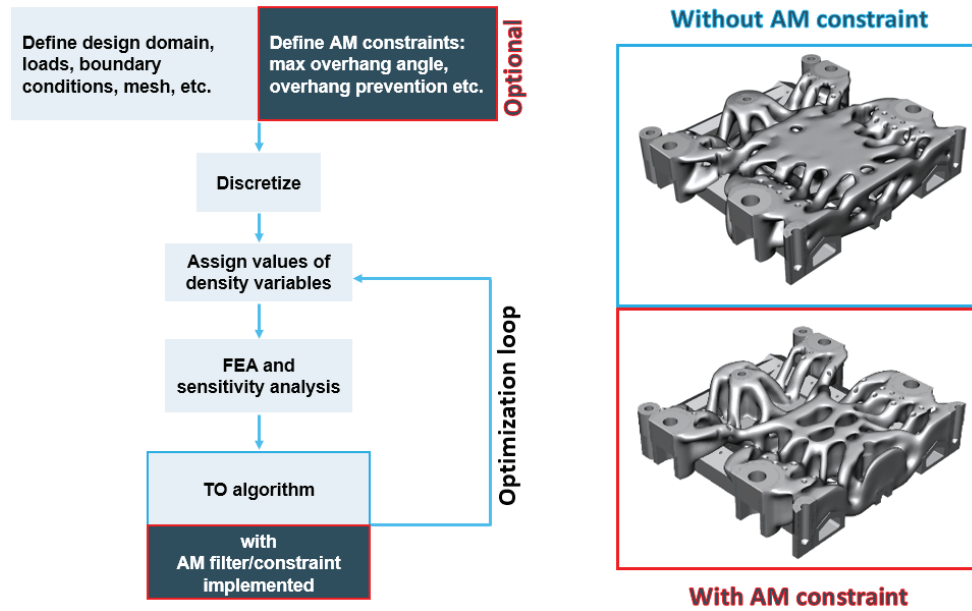 Define design domain,
loads, boundary
conditions, mesh, etc.
Define AM constraints:
max overhang angle,
overhang prevention etc.
Optional
Discretize
Assign values of
density variables
FEA and
sensitivity analysis
TO algorithm
with
AM filter/constraint
implemented
Optimization loop
Without AM constraint
With AM constraint